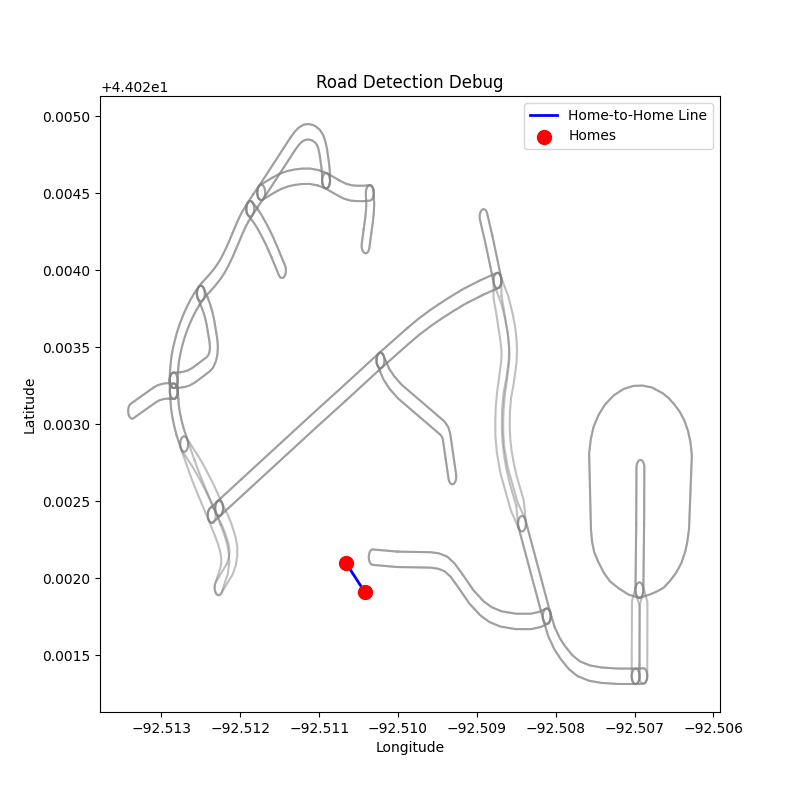 Road Detection Debug
+4.402e1
Home-to-Home Line
Homes
0.0050
0.0045
0.0040
0.0035
0.0030
0.0025
0.0020
0.0015
Latitude
−92.513 −92.512 −92.511 −92.510 −92.509 −92.508 −92.507 −92.506
Longitude